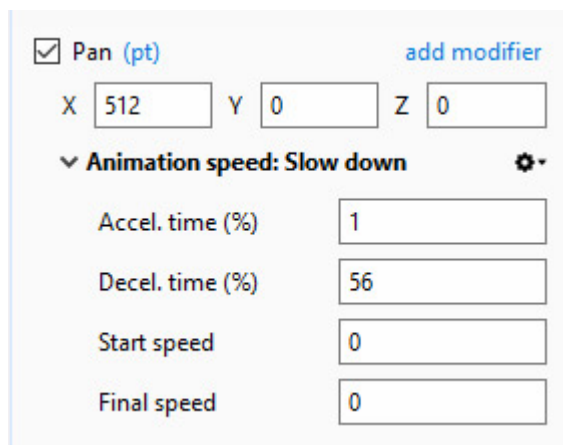 Pan (pt) add modifier
X 512 Y 0 Z 0
Animation speed: Slow down
Accel. time (%) 1
Decel. time (%) 56
Start speed 0
Final speed 0